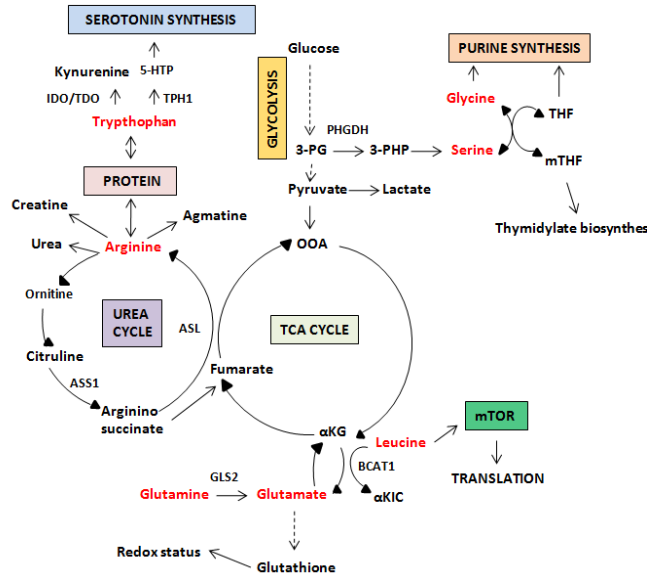 SEROTONIN SYNTHESIS
Kynurenine
5-HTP
IDO/TDO
TPH1
Trypthophan
PROTEIN
Creatine
Agmatine
Urea
Arginine
Ornitine
UREA
CYCLE
ASL
Citruline
ASS1
Arginino
succinate
Glucose
GLYCOLYSIS
PHGDH
3-PG
3-PHP
Serine
Glycine
PURINE SYNTHESIS
THF
mTHF
Thymidylate biosynthes
Pyruvate
Lactate
OOA
TCA CYCLE
Fumarate
αKG
Leucine
mTOR
BCAT1
αKIC
TRANSLATION
GLS2
Glutamine
Glutamate
Redox status
Glutathione